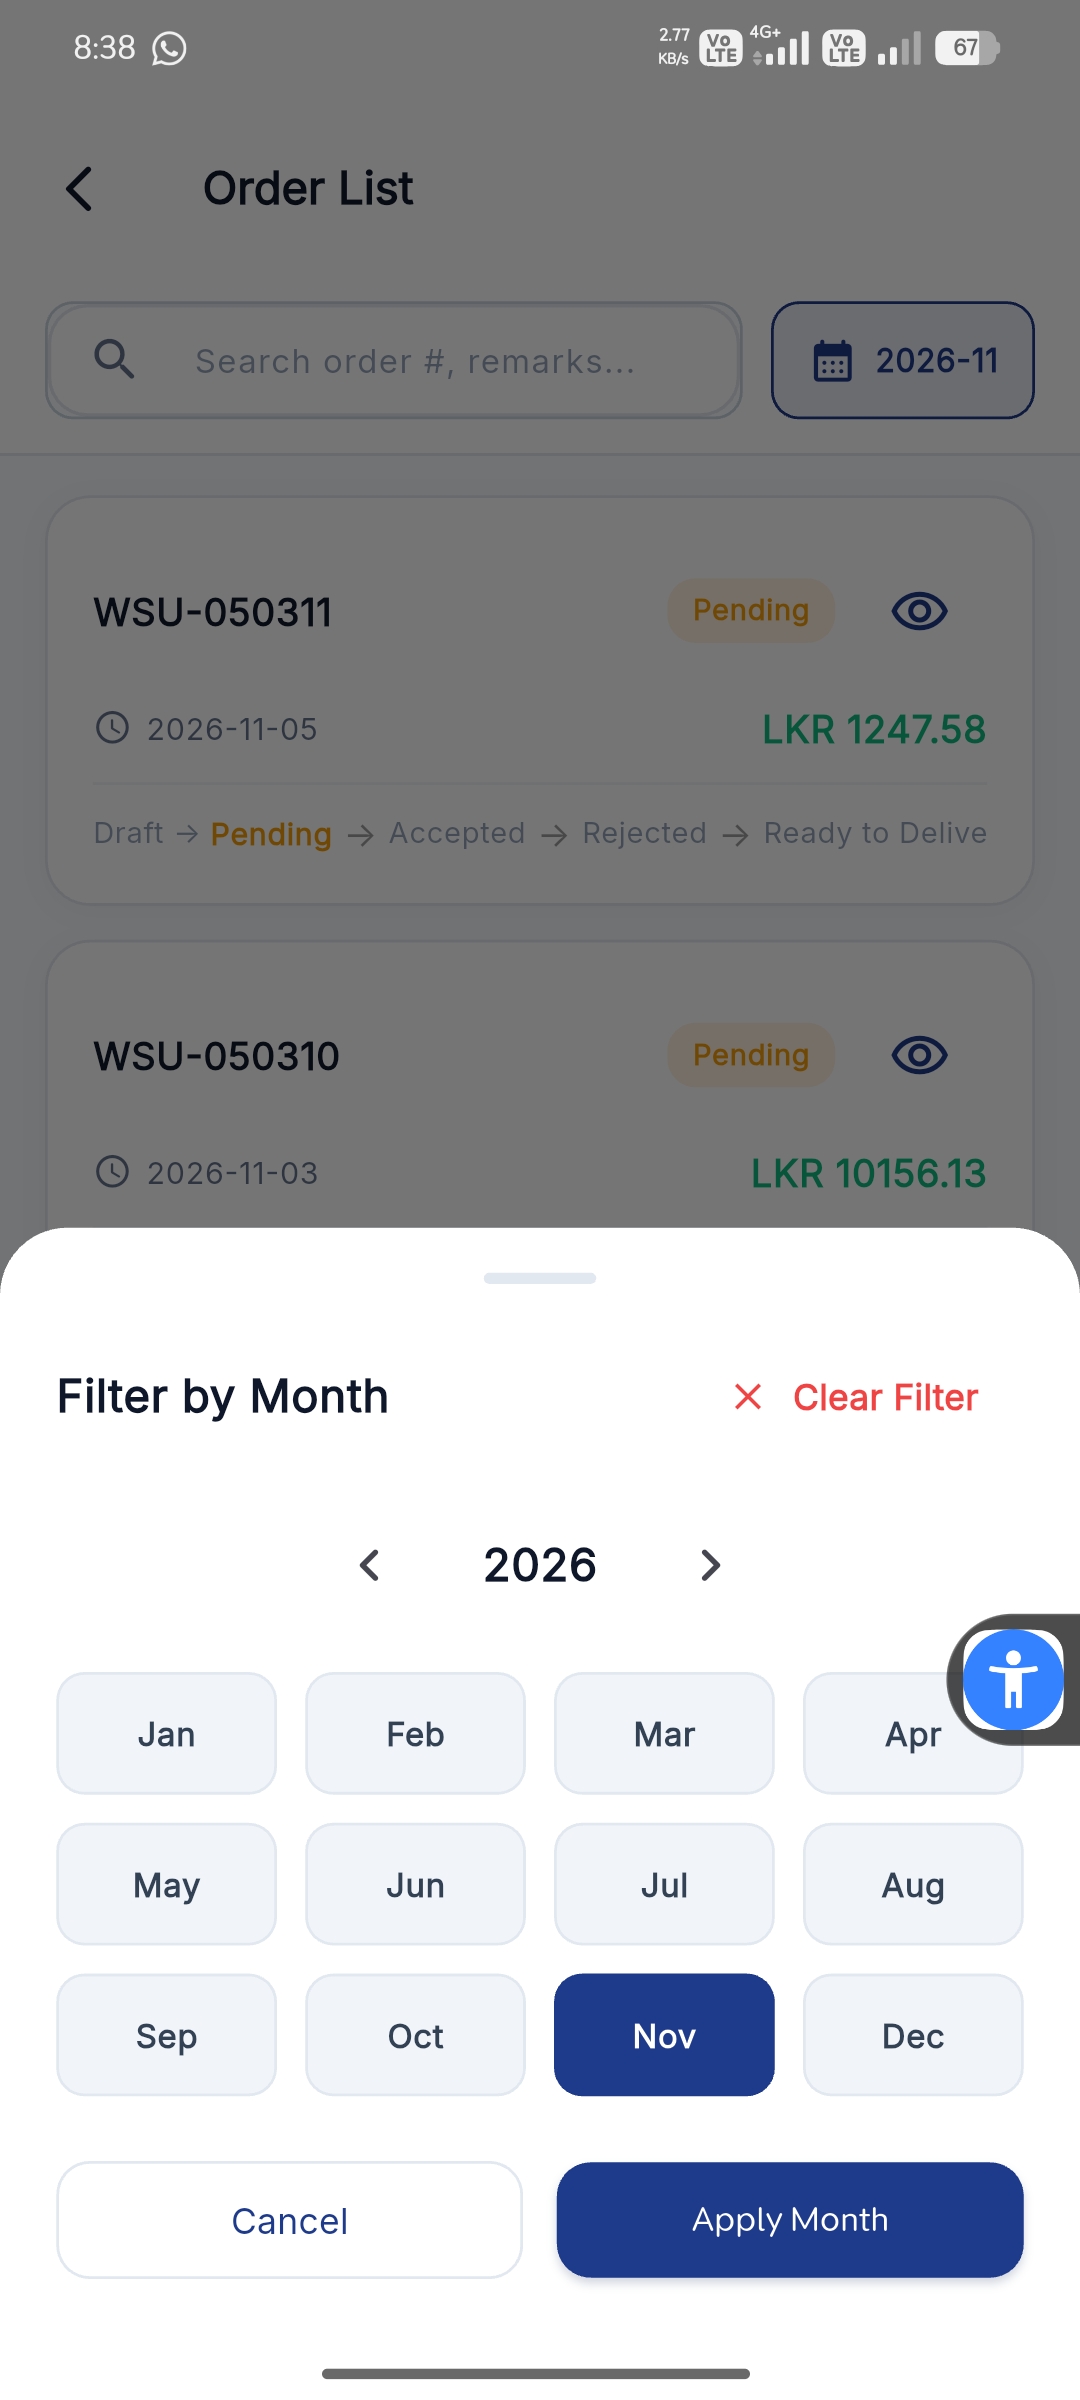 8:38 2.77 KB/s Vo LTE 4G+ Vo LTE 67
Order List
Search order #, remarks... 2026-11
WSU-050311 Pending
2026-11-05 LKR 1247.58
Draft → Pending → Accepted → Rejected → Ready to Delive
WSU-050310 Pending
2026-11-03 LKR 10156.13
Filter by Month Clear Filter
2026
Jan Feb Mar Apr
May Jun Jul Aug
Sep Oct Nov Dec
Cancel Apply Month